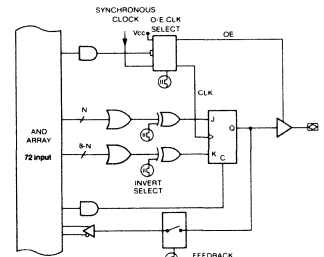 SYNCHRONOUS
CLOCK
O/E CLK
SELECT
Vcc
OE
CLK
N
J
AND
ARRAY
72 input
Q
8-N
K
C
INVERT
SELECT
FEEDBACK